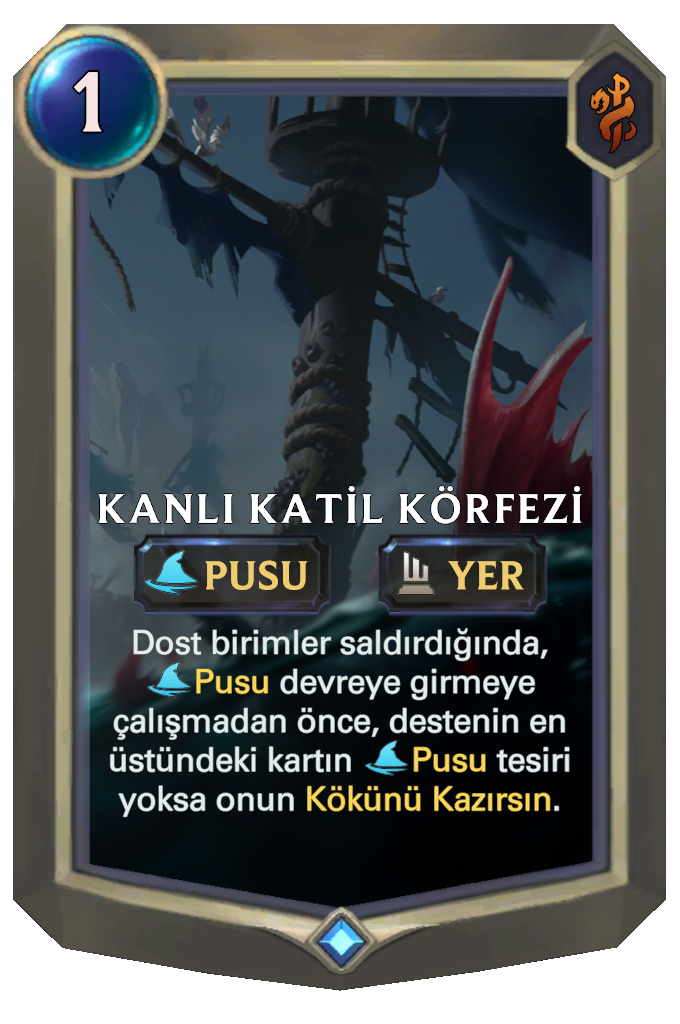 1
KANLI KATİL KÖRFEZİ
PUSU YER
Dost birimler saldırdığında,
Pusu devreye girmeye
çalışmadan önce, destenin en
üstündeki kartın Pusu tesiri
yoksa onun Kökünü Kazırsın.